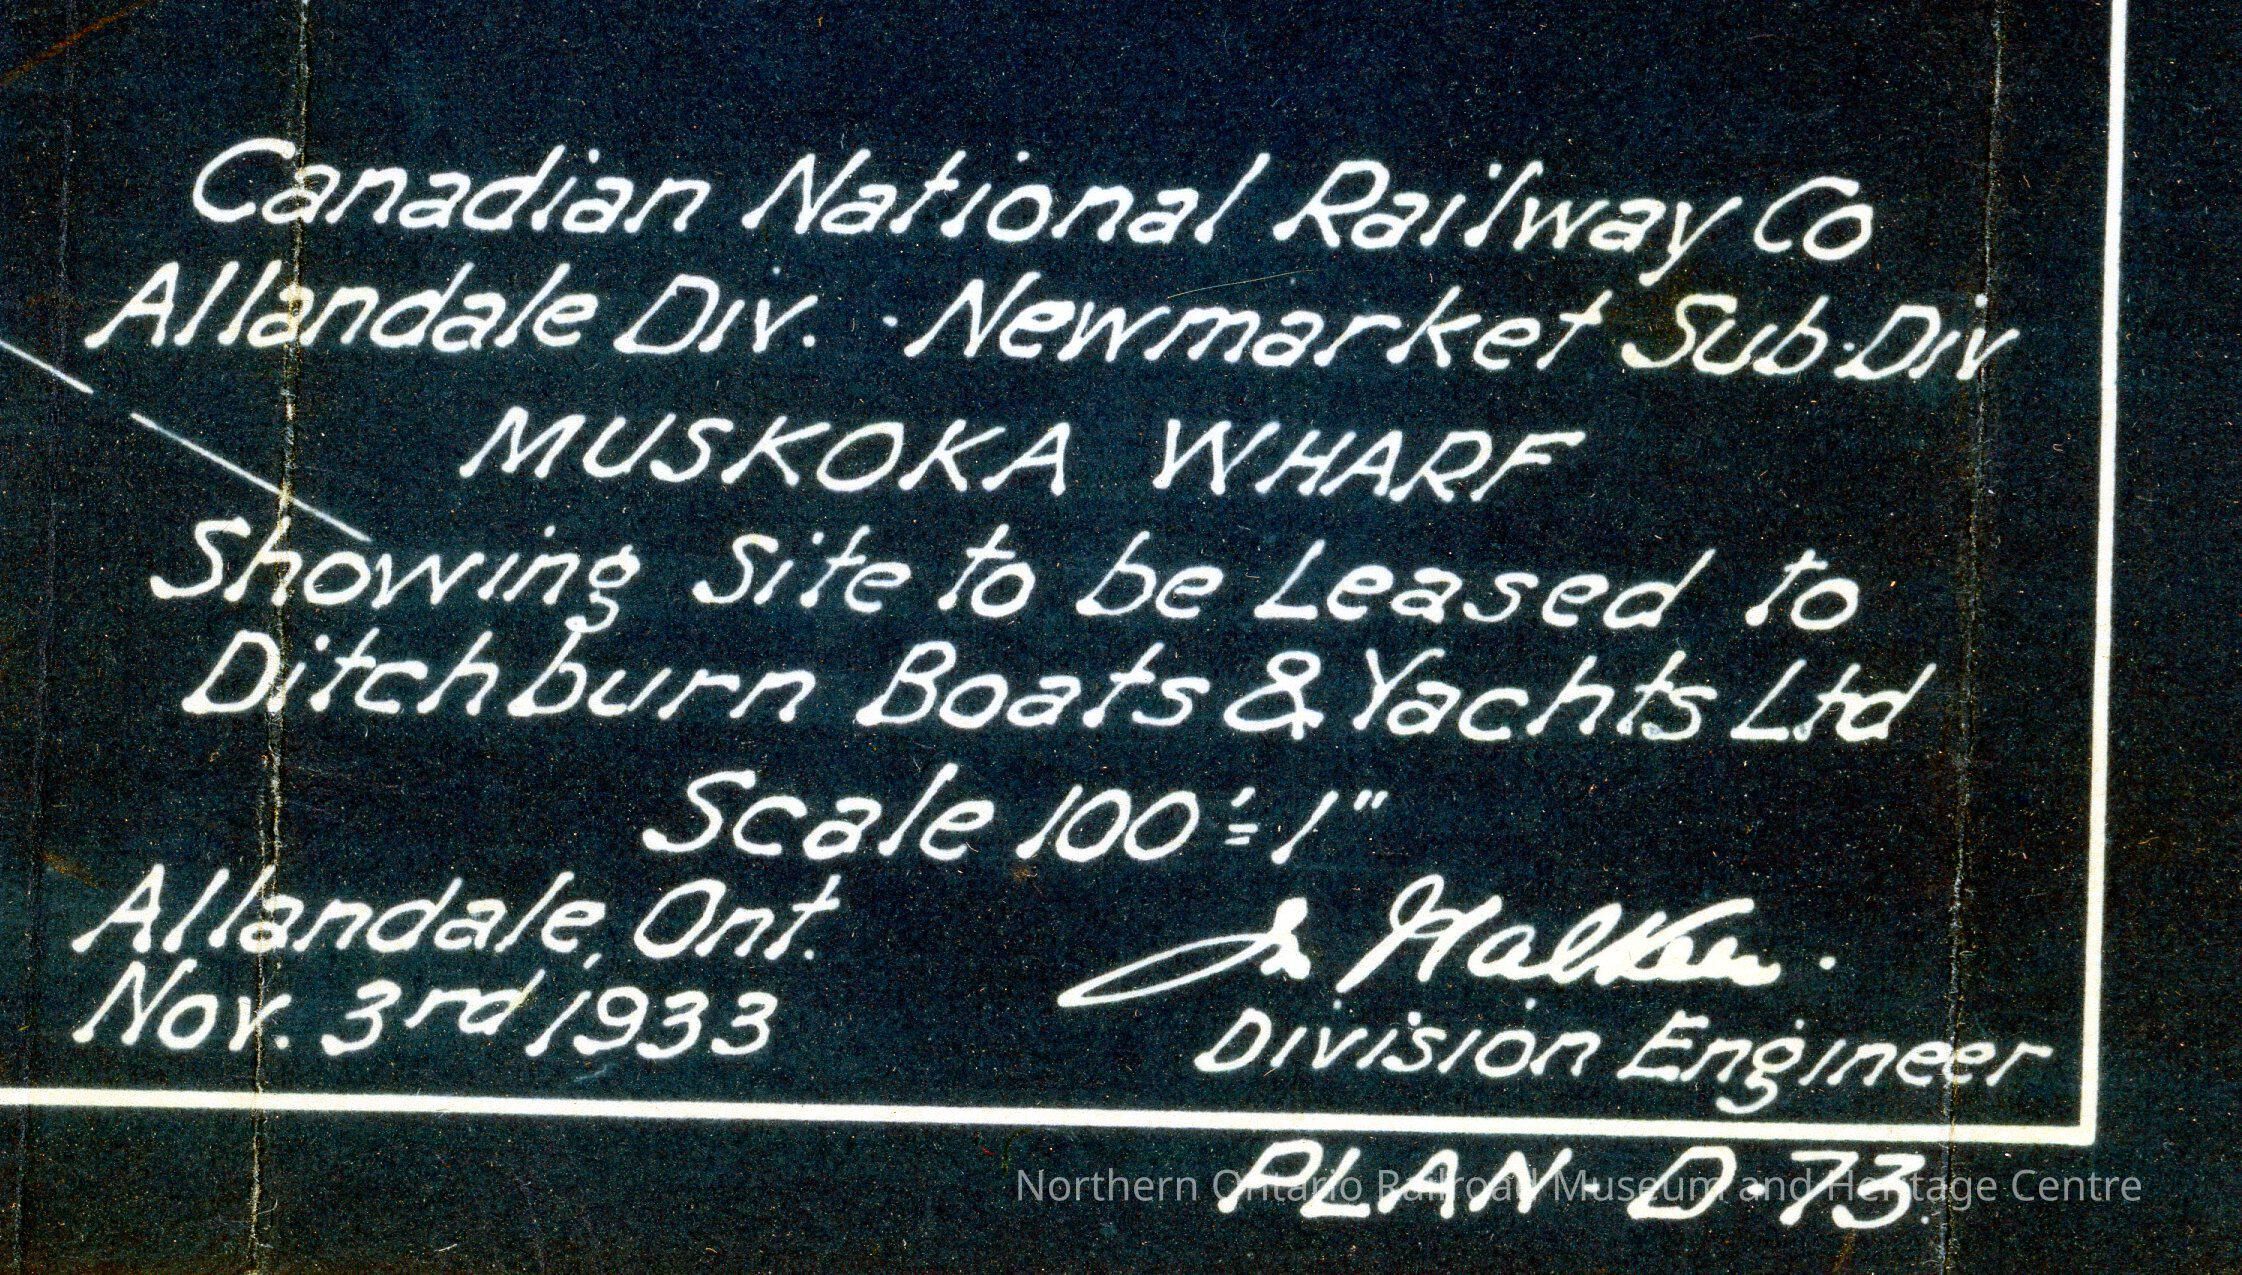 Canadian National Railway Co
Allandale Div. · Newmarket Sub·Div
MUSKOKA WHARF
Showing Site to be Leased to
Ditchburn Boats & Yachts Ltd
Scale 100'=1"
Allandale, Ont.
Nov. 3rd 1933
Walker.
Division Engineer
PLAN-D-73.
Northern Ontario Railroad Museum and Heritage Centre